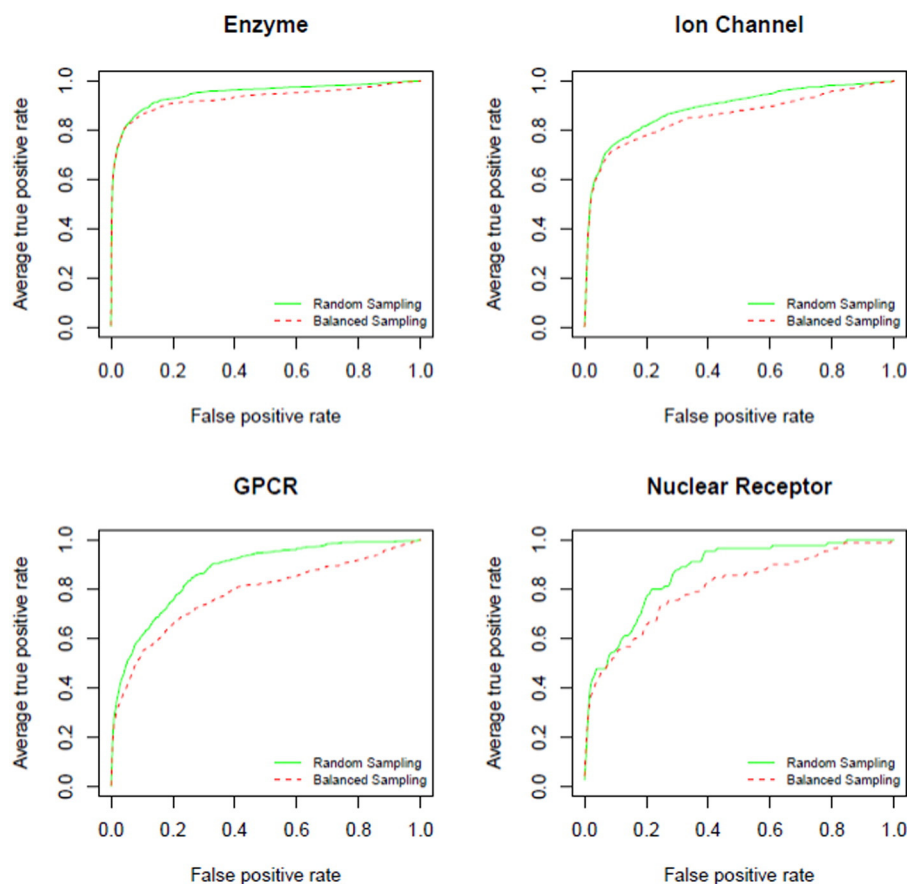 Enzyme
Average true positive rate
0.0 0.2 0.4 0.6 0.8 1.0
Random Sampling
Balanced Sampling
0.0 0.2 0.4 0.6 0.8 1.0
False positive rate
Ion Channel
Average true positive rate
0.0 0.2 0.4 0.6 0.8 1.0
Random Sampling
Balanced Sampling
0.0 0.2 0.4 0.6 0.8 1.0
False positive rate
GPCR
Average true positive rate
0.0 0.2 0.4 0.6 0.8 1.0
Random Sampling
Balanced Sampling
0.0 0.2 0.4 0.6 0.8 1.0
False positive rate
Nuclear Receptor
Average true positive rate
0.0 0.2 0.4 0.6 0.8 1.0
Random Sampling
Balanced Sampling
0.0 0.2 0.4 0.6 0.8 1.0
False positive rate